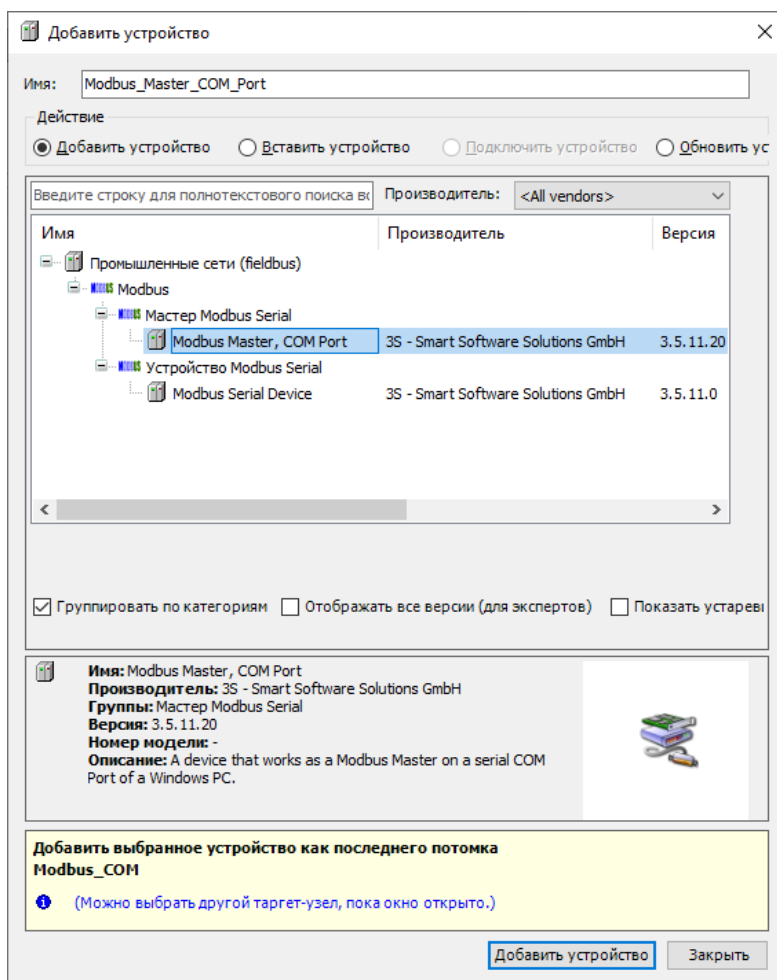 Добавить устройство
Имя: Modbus_Master_COM_Port
Действие
Добавить устройство Вставить устройство Подключить устройство Обновить ус
Введите строку для полнотекстового поиска во Производитель: <All vendors>
Имя Производитель Версия
Промышленные сети (fieldbus)
MODBUS Modbus
MODBUS Мастер Modbus Serial
Modbus Master, COM Port 3S - Smart Software Solutions GmbH 3.5.11.20
MODBUS Устройство Modbus Serial
Modbus Serial Device 3S - Smart Software Solutions GmbH 3.5.11.0
Группировать по категориям Отображать все версии (для экспертов) Показать устареві
Имя: Modbus Master, COM Port
Производитель: 3S - Smart Software Solutions GmbH
Группы: Мастер Modbus Serial
Версия: 3.5.11.20
Номер модели: -
Описание: A device that works as a Modbus Master on a serial COM
Port of a Windows PC.
Добавить выбранное устройство как последнего потомка
Modbus_COM
(Можно выбрать другой таргет-узел, пока окно открыто.)
Добавить устройство Закрыть